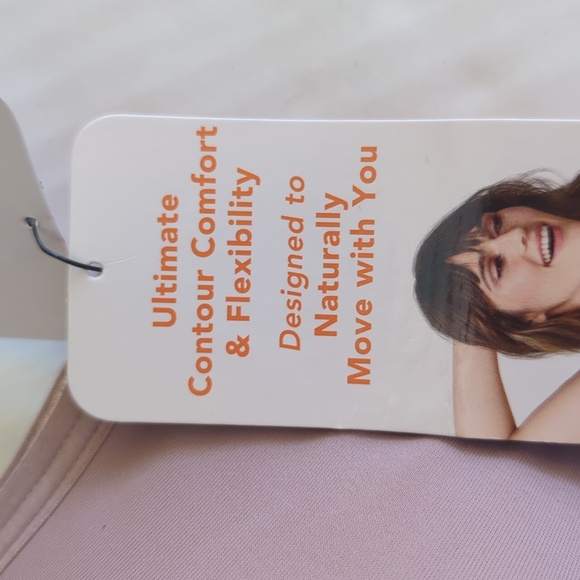 Ultimate
Contour Comfort
& Flexibility
Designed to
Naturally
Move with You